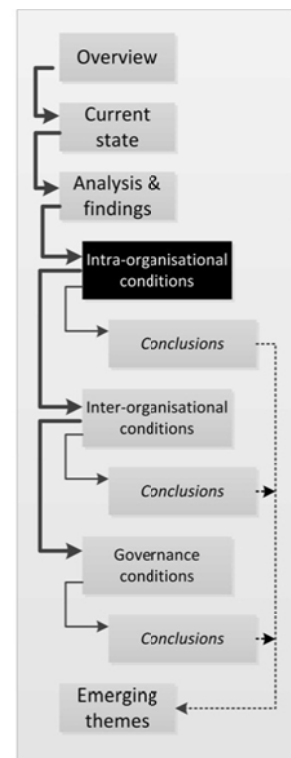 Overview
Current
state
Analysis &
findings
Intra-organisational
conditions
Conclusions
Inter-organisational
conditions
Conclusions
Governance
conditions
Conclusions
Emerging
themes